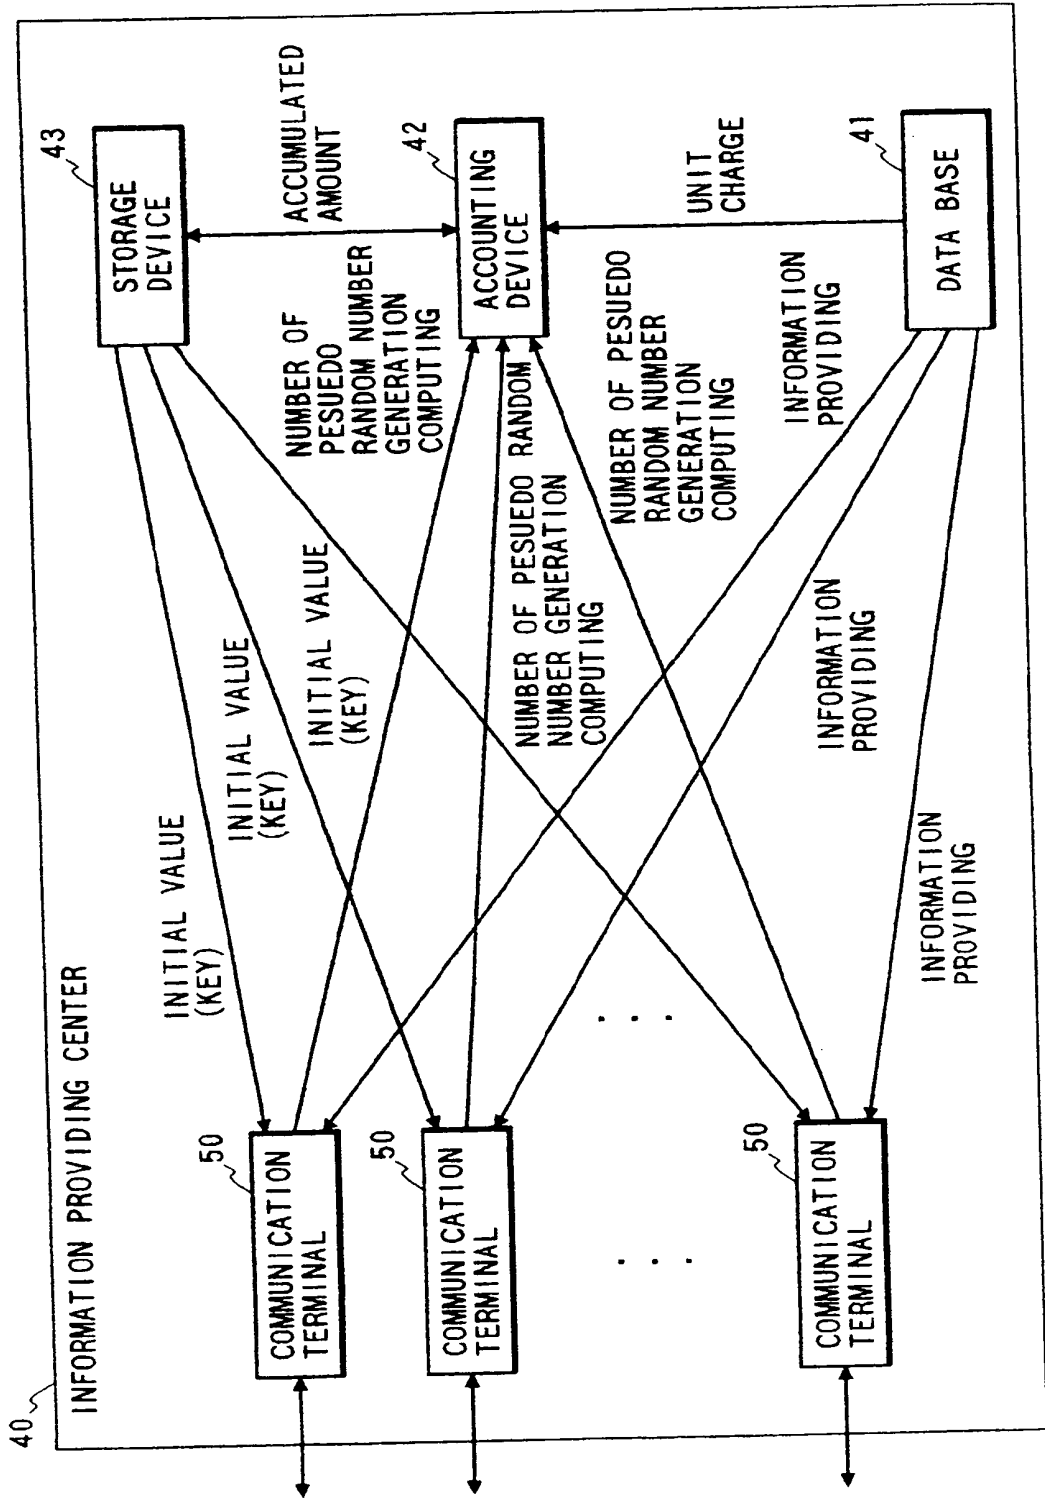 40
INFORMATION PROVIDING CENTER
43
STORAGE
DEVICE
ACCUMULATED
AMOUNT
42
ACCOUNTING
DEVICE
UNIT
CHARGE
41
DATA BASE
INITIAL VALUE
(KEY)
INITIAL VALUE
(KEY)
INITIAL VALUE
(KEY)
NUMBER OF
PESUEDO
RANDOM NUMBER
GENERATION
COMPUTING
NUMBER OF PESUEDO RANDOM
NUMBER GENERATION
COMPUTING
NUMBER OF PESUEDO
RANDOM NUMBER
GENERATION
COMPUTING
INFORMATION
PROVIDING
INFORMATION
PROVIDING
INFORMATION
PROVIDING
50
COMMUNICATION
TERMINAL
50
COMMUNICATION
TERMINAL
. . .
. . .
50
COMMUNICATION
TERMINAL